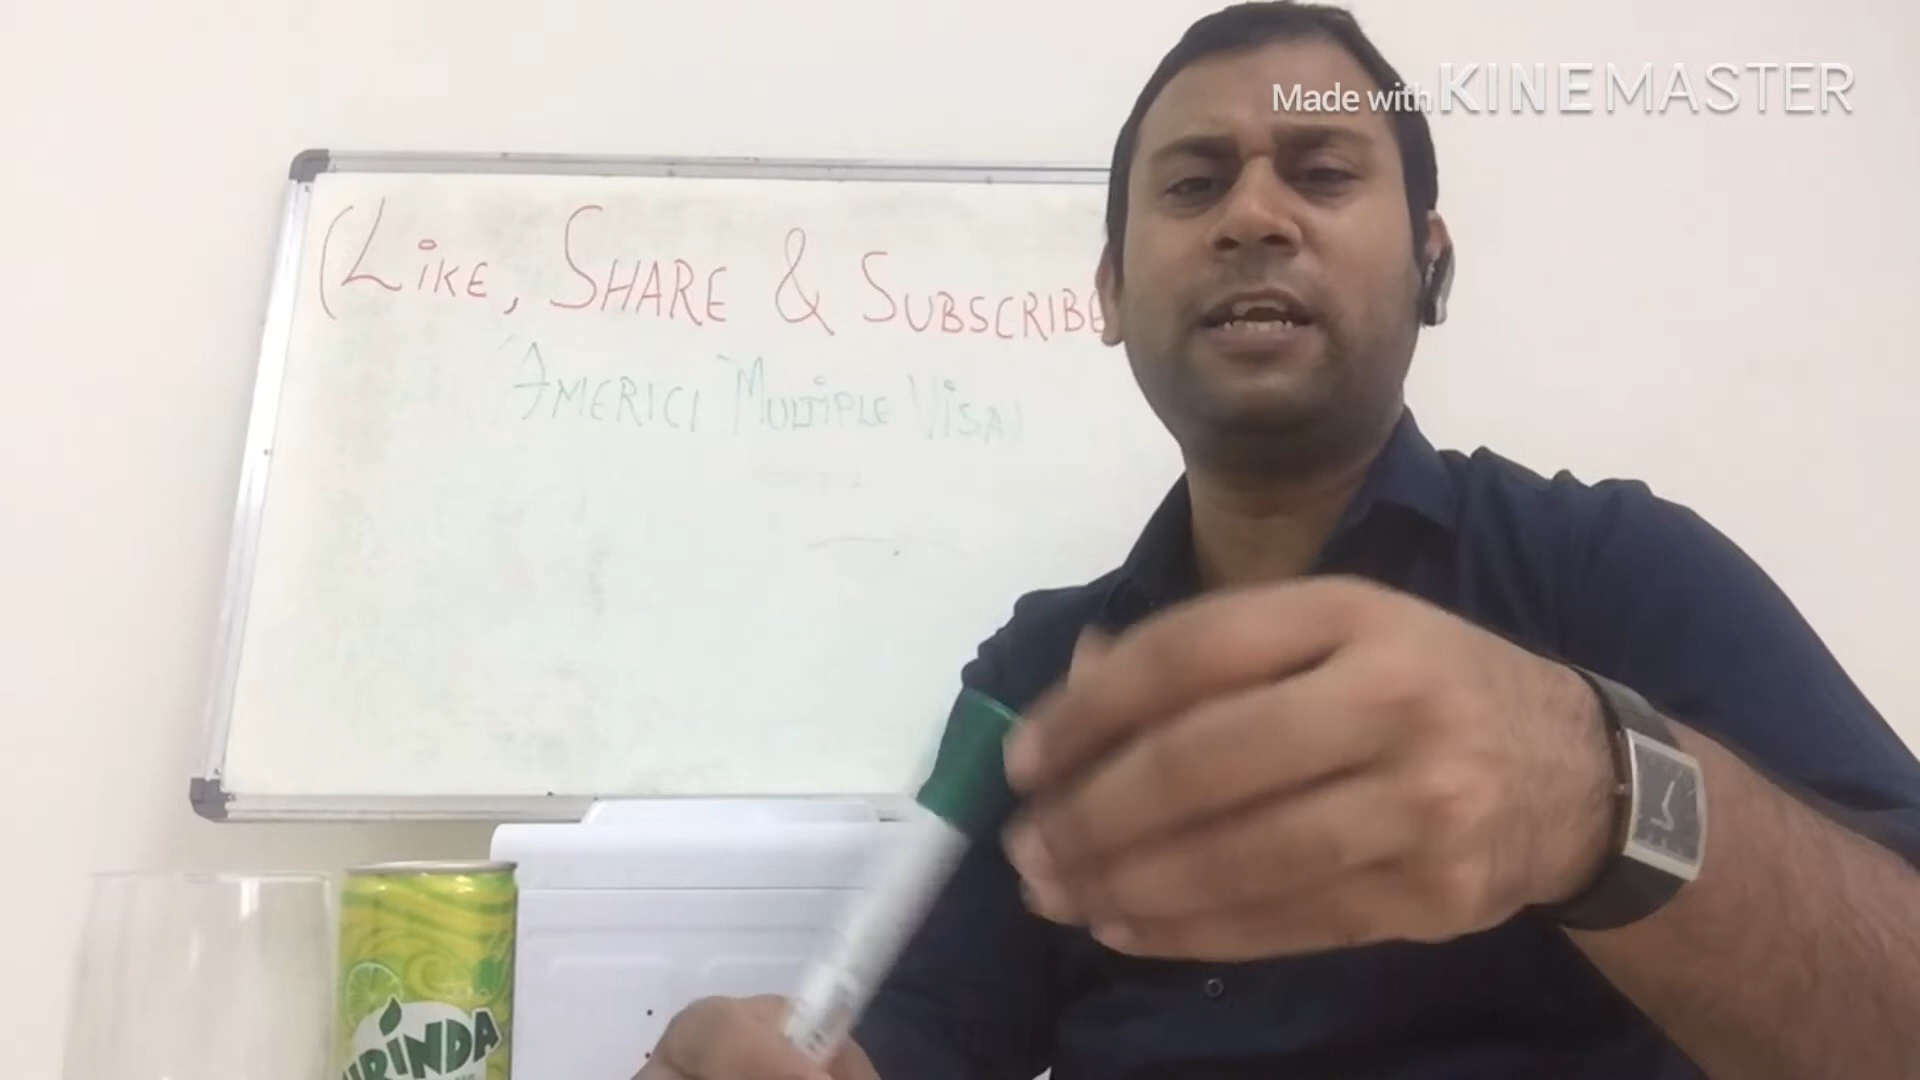 Made with KINEMASTER
(LIKE, SHARE & SUBSCRIBE
AMERICI MULTIPLE VISA)
MIRINDA